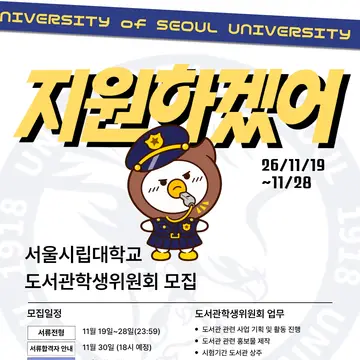 NIVERSITY of SEOUL UNIVERSITY
지원하겠어
26/11/19
~11/28
서울시립대학교
도서관학생위원회 모집
모집일정
서류전형 11월 19일~28일(23:59)
서류합격자 안내 11월 30일 (18시 예정)
도서관학생위원회 업무
• 도서관 관련 사업 기획 및 활동 진행
• 도서관 관련 홍보물 제작
• 시험기간 도서관 상주
1918 UN